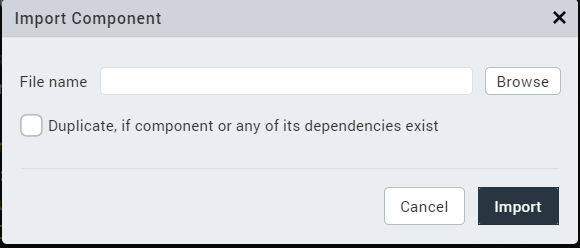 Import Component
File name
Browse
Duplicate, if component or any of its dependencies exist
Cancel
Import